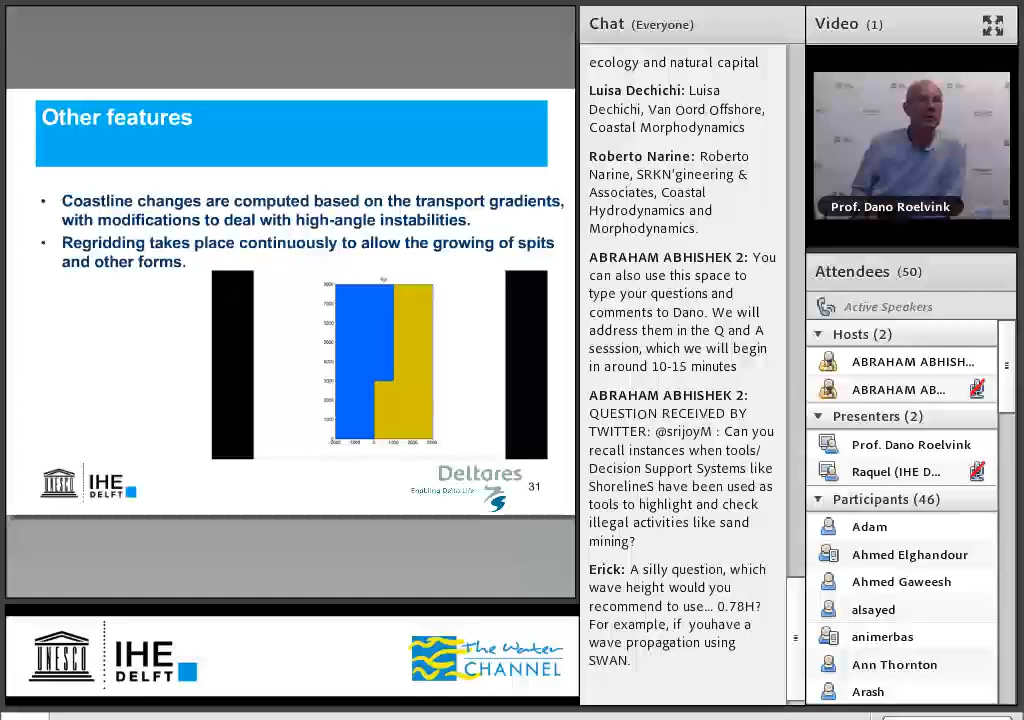 Other features
• Coastline changes are computed based on the transport gradients,
with modifications to deal with high-angle instabilities.
• Regridding takes place continuously to allow the growing of spits
and other forms.
UNESCO
IHE
DELFT
Deltares
Enabling Delta Life
31
UNESCO
IHE
DELFT
the water
CHANNEL
Chat (Everyone)
ecology and natural capital
Luisa Dechichi: Luisa
Dechichi, Van Oord Offshore,
Coastal Morphodynamics
Roberto Narine: Roberto
Narine, SRKN'gineering &
Associates, Coastal
Hydrodynamics and
Morphodynamics.
ABRAHAM ABHISHEK 2: You
can also use this space to
type your questions and
comments to Dano. We will
address them in the Q and A
sesssion, which we will begin
in around 10-15 minutes
ABRAHAM ABHISHEK 2:
QUESTION RECEIVED BY
TWITTER: @srijoyM : Can you
recall instances when tools/
Decision Support Systems like
ShorelineS have been used as
tools to highlight and check
illegal activities like sand
mining?
Erick: A silly question, which
wave height would you
recommend to use... 0.78H?
For example, if youhave a
wave propagation using
SWAN.
Video (1)
Prof. Dano Roelvink
Attendees (50)
Active Speakers
Hosts (2)
ABRAHAM ABHISH...
ABRAHAM AB...
Presenters (2)
Prof. Dano Roelvink
Raquel (IHE D...
Participants (46)
Adam
Ahmed Elghandour
Ahmed Gaweesh
alsayed
animerbas
Ann Thornton
Arash